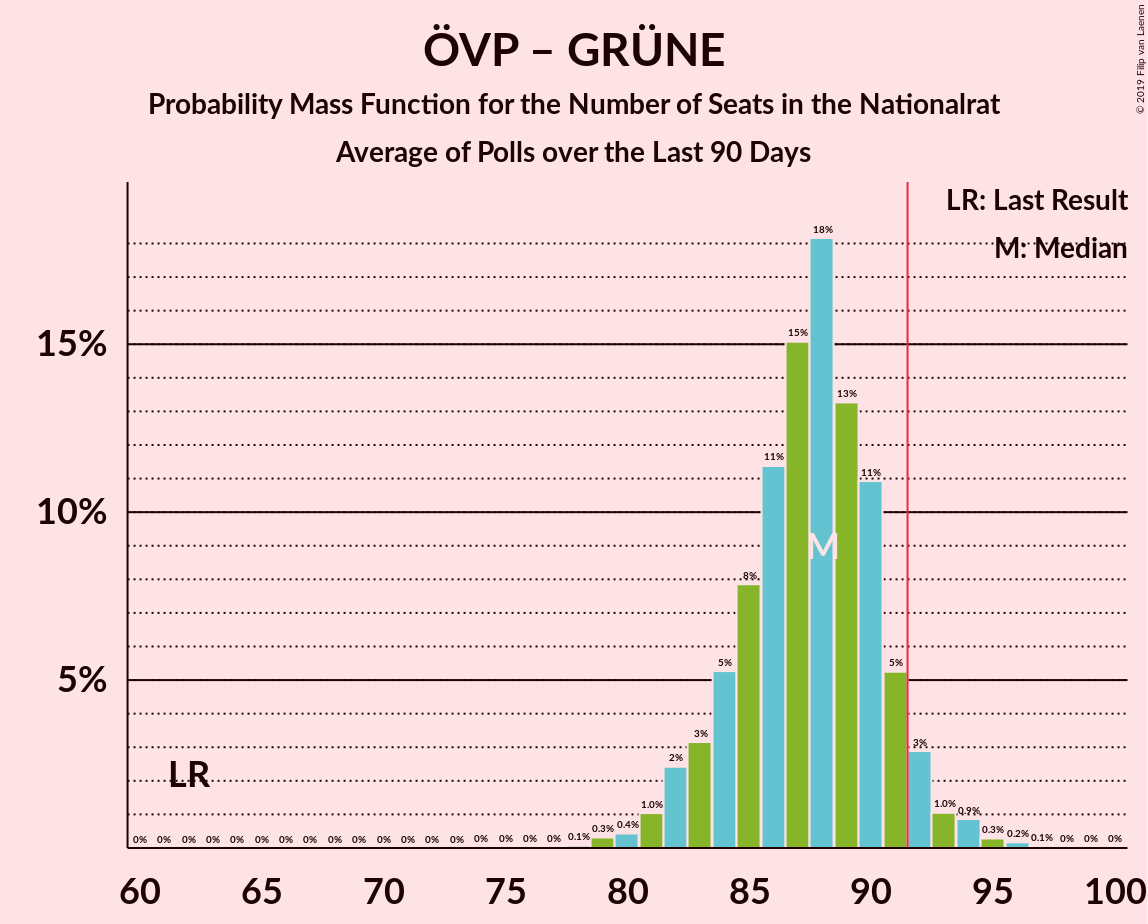 ÖVP – GRÜNE
Probability Mass Function for the Number of Seats in the Nationalrat
Average of Polls over the Last 90 Days
© 2019 Filip van Laenen
LR: Last Result
M: Median
15%
10%
5%
LR
M
0% 0% 0% 0% 0% 0% 0% 0% 0% 0% 0% 0% 0% 0% 0% 0% 0% 0% 0.1% 0.3% 0.4% 1.0% 2% 3% 5% 8% 11% 15% 18% 13% 11% 5% 3% 1.0% 0.9% 0.3% 0.2% 0.1% 0% 0% 0%
60 65 70 75 80 85 90 95 100